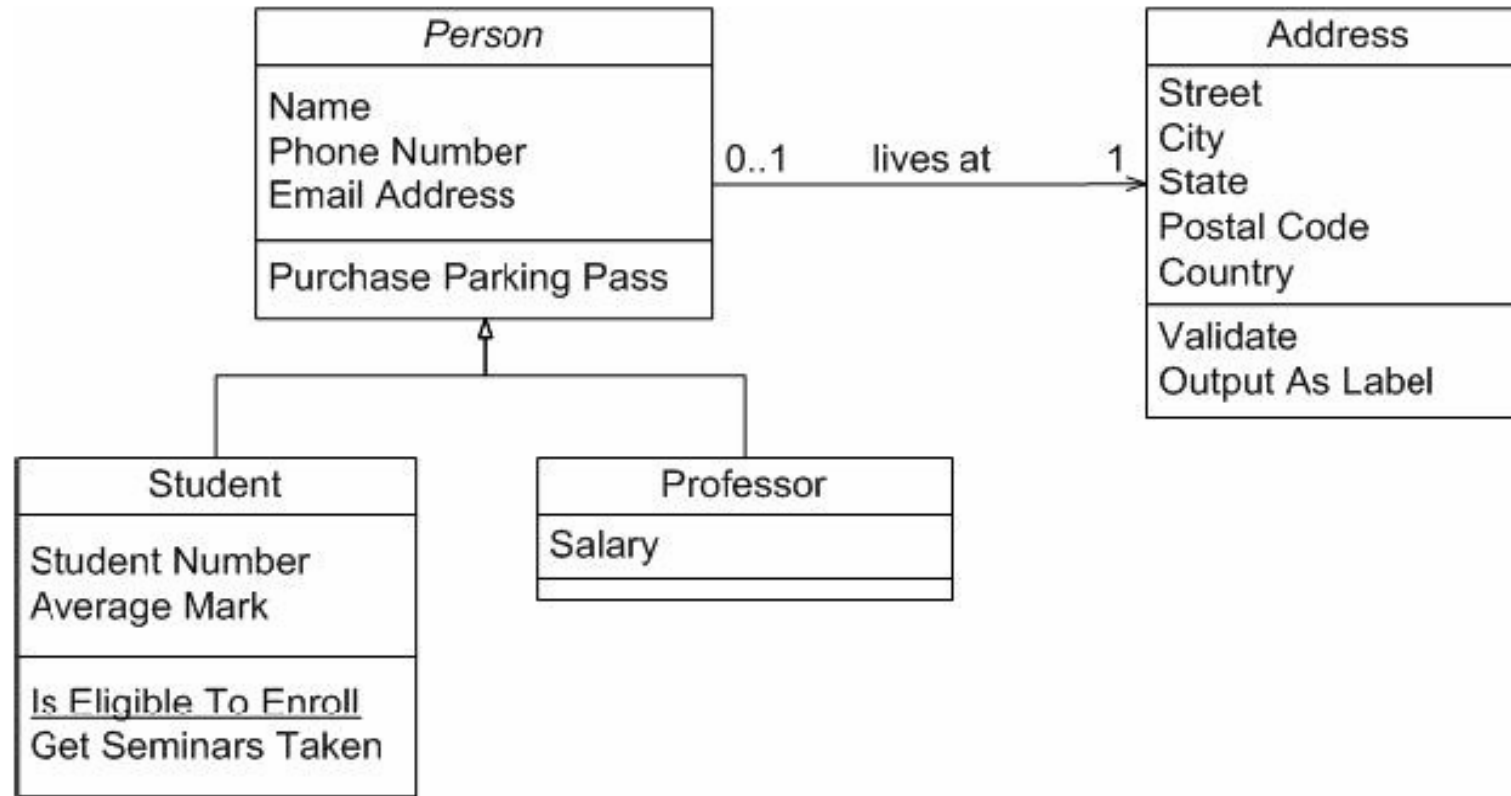 Person
Name
Phone Number
Email Address
Purchase Parking Pass
0..1 lives at 1
Address
Street
City
State
Postal Code
Country
Validate
Output As Label
Student
Student Number
Average Mark
Is Eligible To Enroll
Get Seminars Taken
Professor
Salary